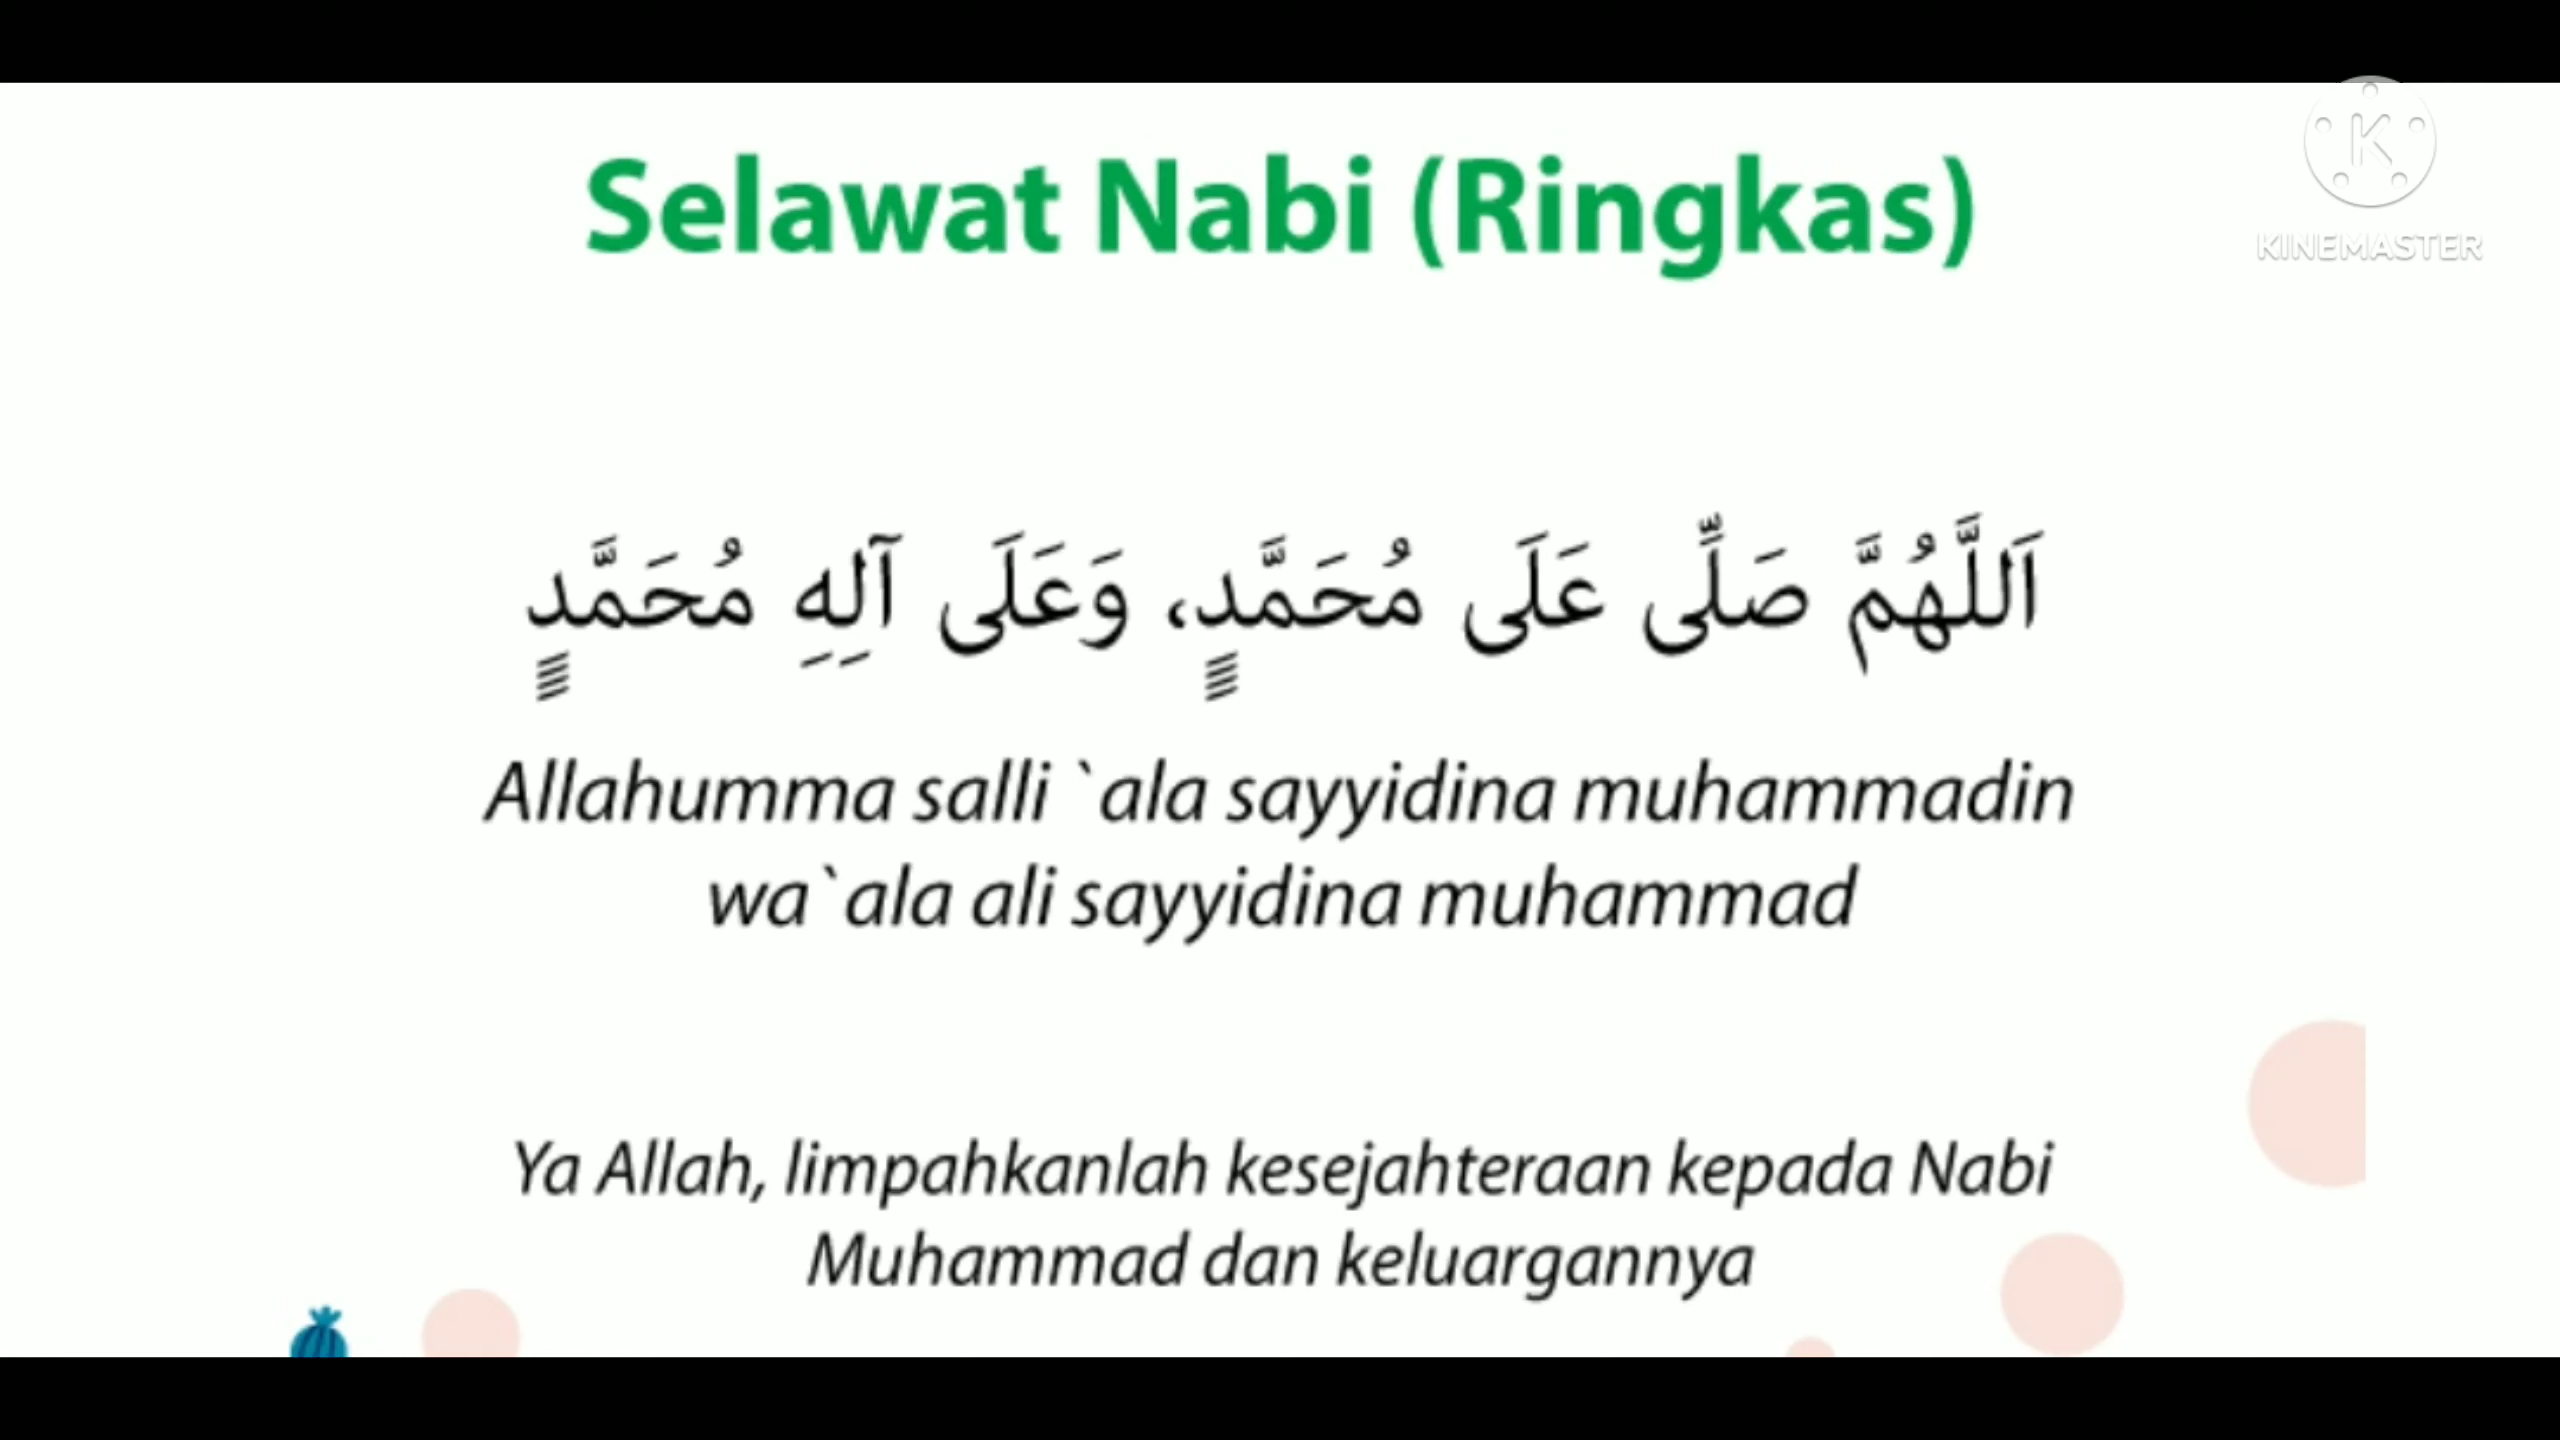 Selawat Nabi (Ringkas)
KINEMASTER
اَللَّهُمَّ صَلِّى عَلَى مُحَمَّدٍ، وَعَلَى آلِهِ مُحَمَّدٍ
Allahumma salli `ala sayyidina muhammadin
wa`ala ali sayyidina muhammad
Ya Allah, limpahkanlah kesejahteraan kepada Nabi
Muhammad dan keluargannya